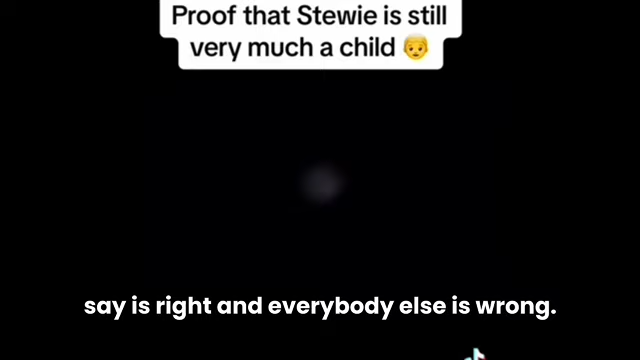 Proof that Stewie is still
very much a child 👨‍🦳
say is right and everybody else is wrong.